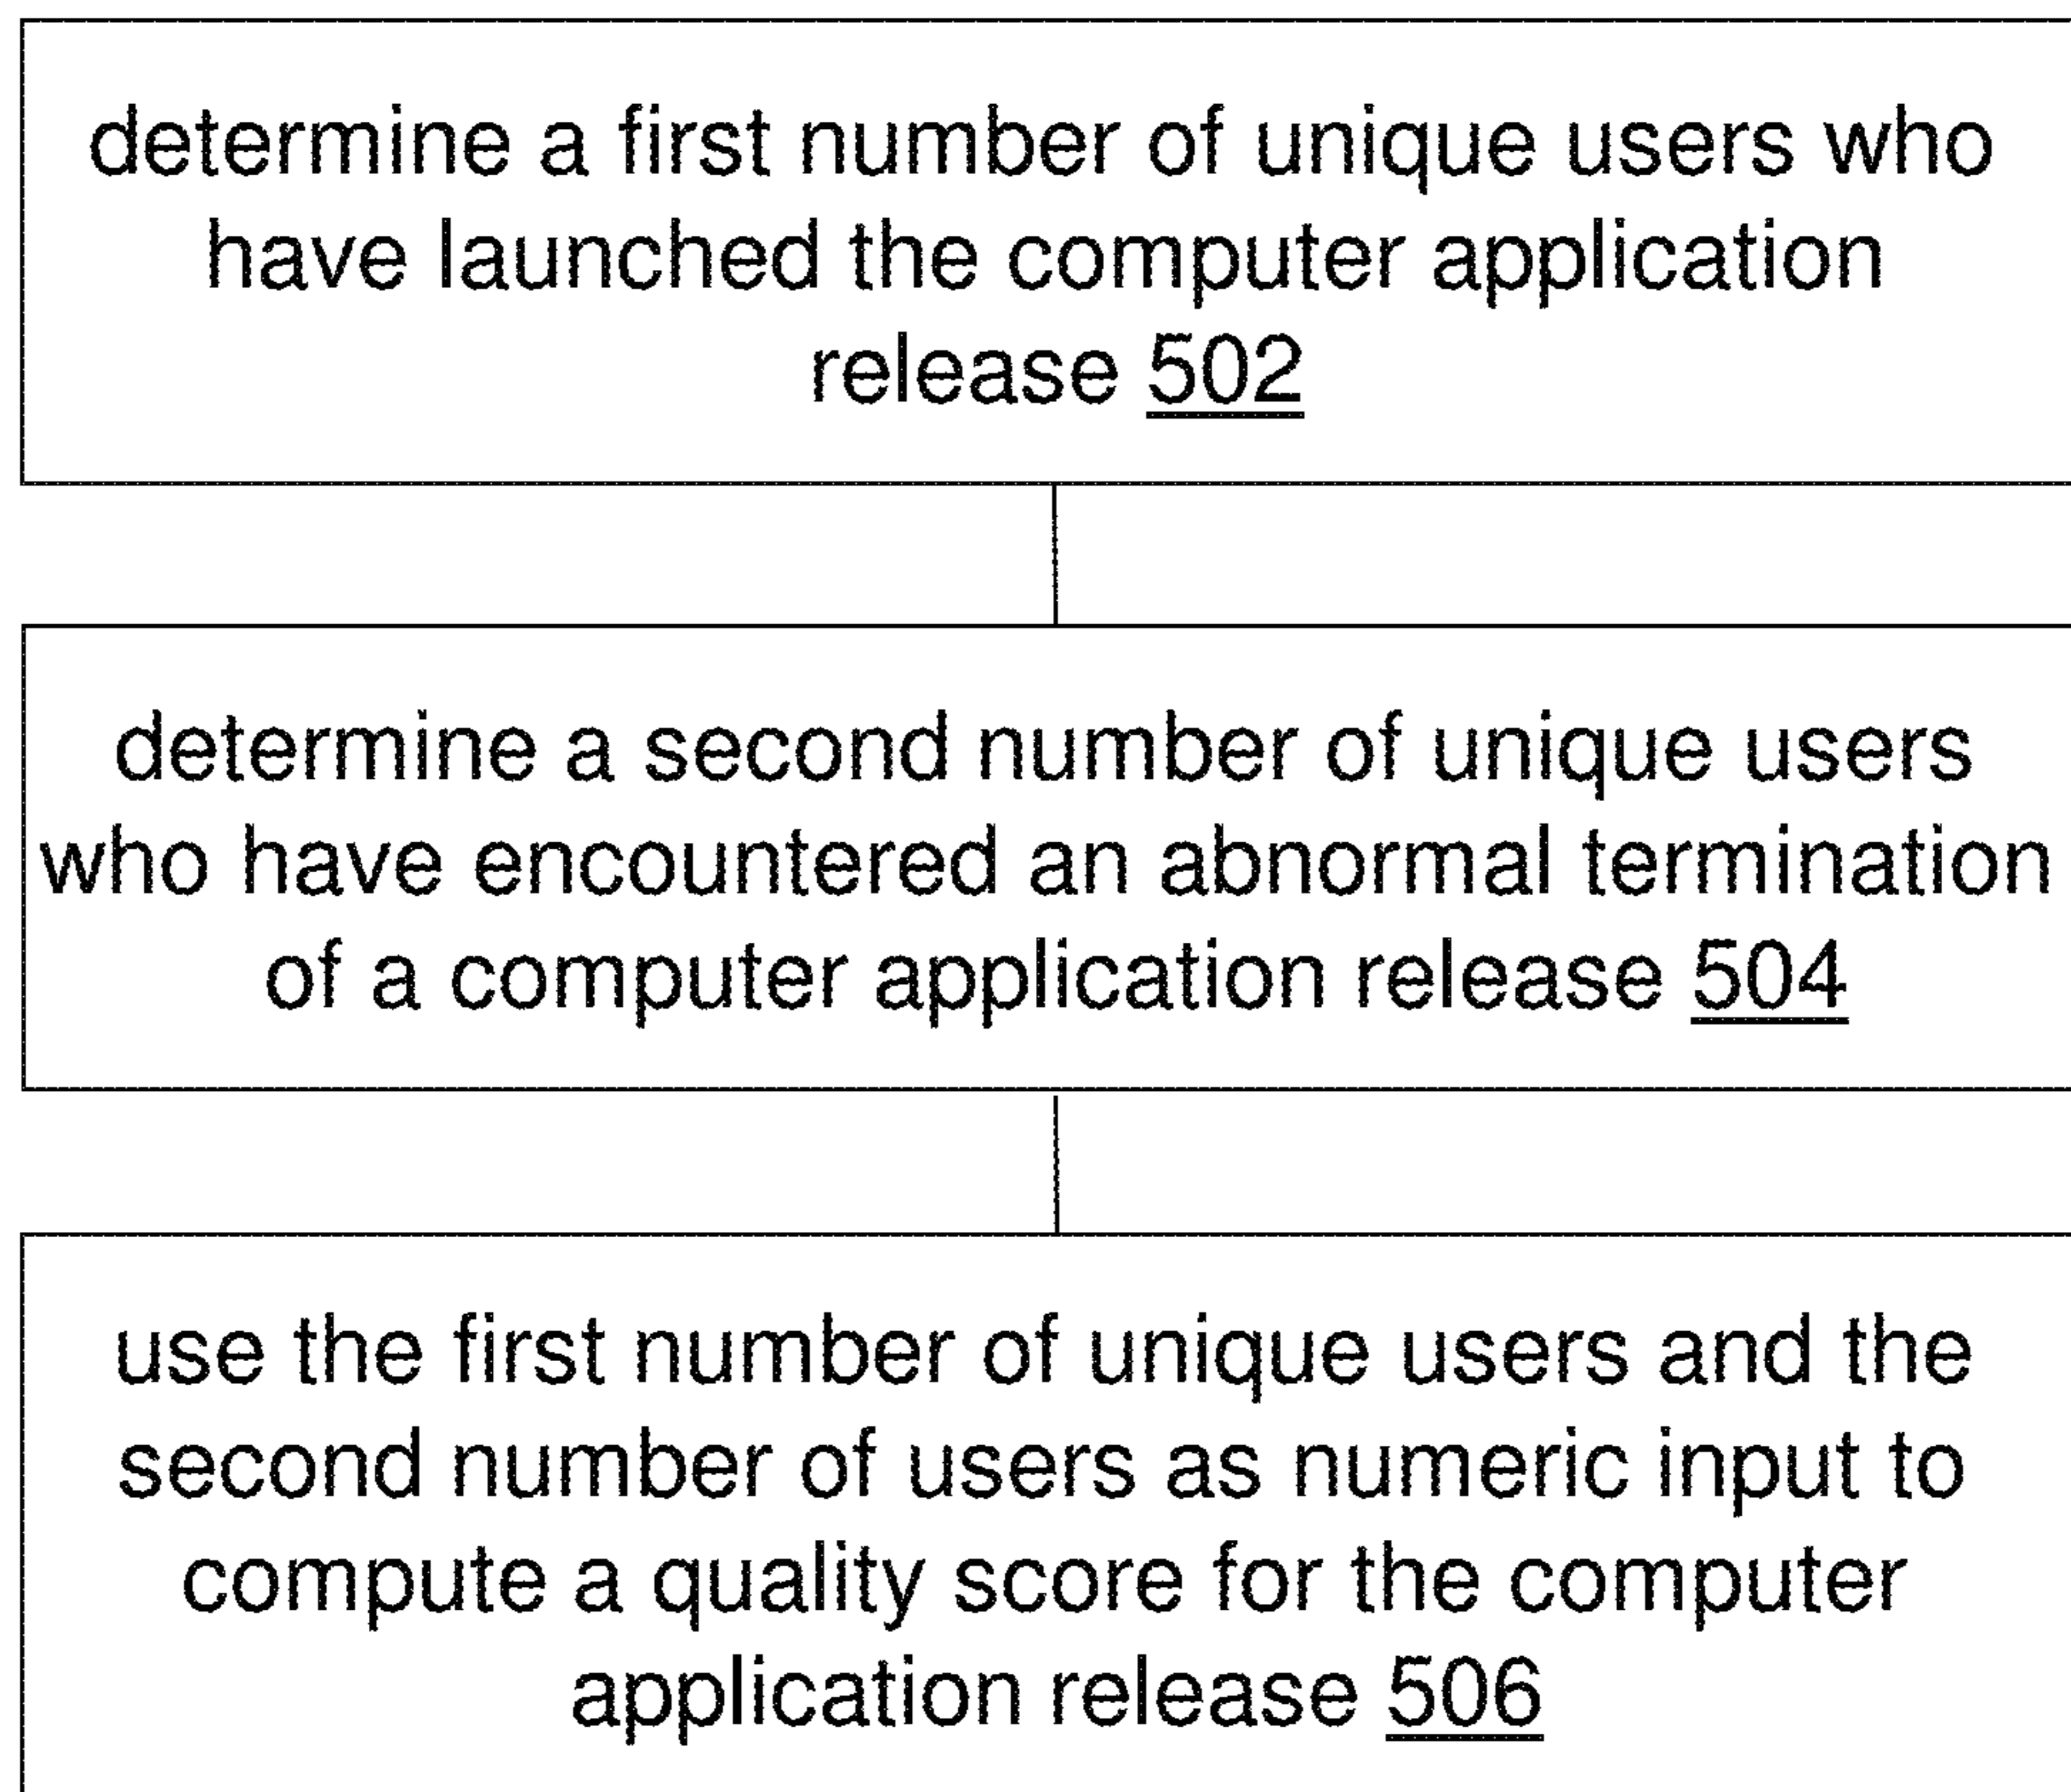 determine a first number of unique users who
have launched the computer application
release 502
determine a second number of unique users
who have encountered an abnormal termination
of a computer application release 504
use the first number of unique users and the
second number of users as numeric input to
compute a quality score for the computer
application release 506